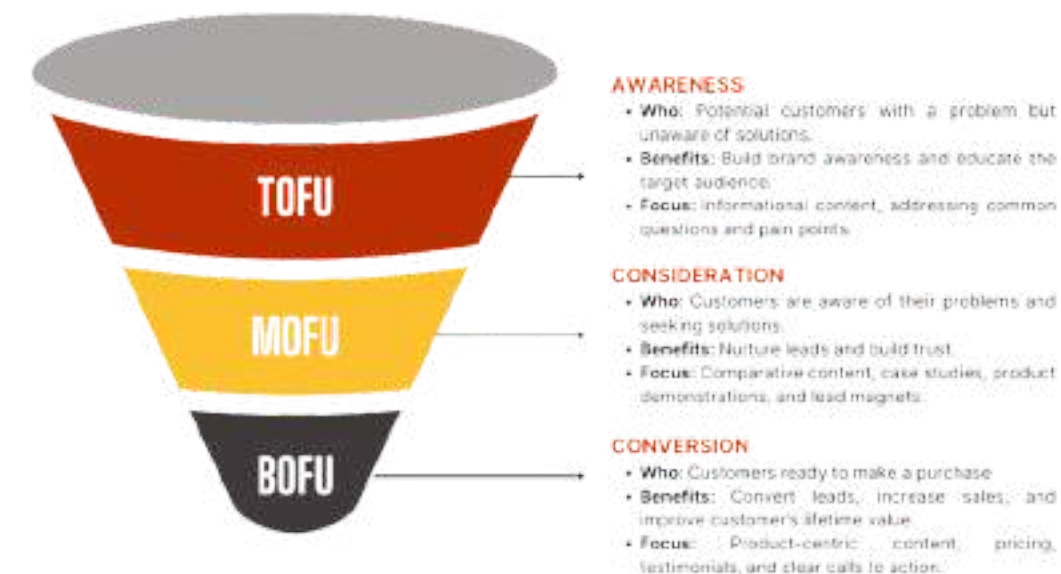 TOFU
MOFU
BOFU
AWARENESS
• Who: Potential customers with a problem but
unaware of solutions.
• Benefits: Build brand awareness and educate the
target audience.
• Focus: Informational content, addressing common
questions and pain points.
CONSIDERATION
• Who: Customers are aware of their problems and
seeking solutions.
• Benefits: Nurture leads and build trust.
• Focus: Comparative content, case studies, product
demonstrations, and lead magnets.
CONVERSION
• Who: Customers ready to make a purchase
• Benefits: Convert leads, increase sales, and
improve customer's lifetime value.
• Focus: Product-centric content, pricing,
testimonials, and clear calls to action.